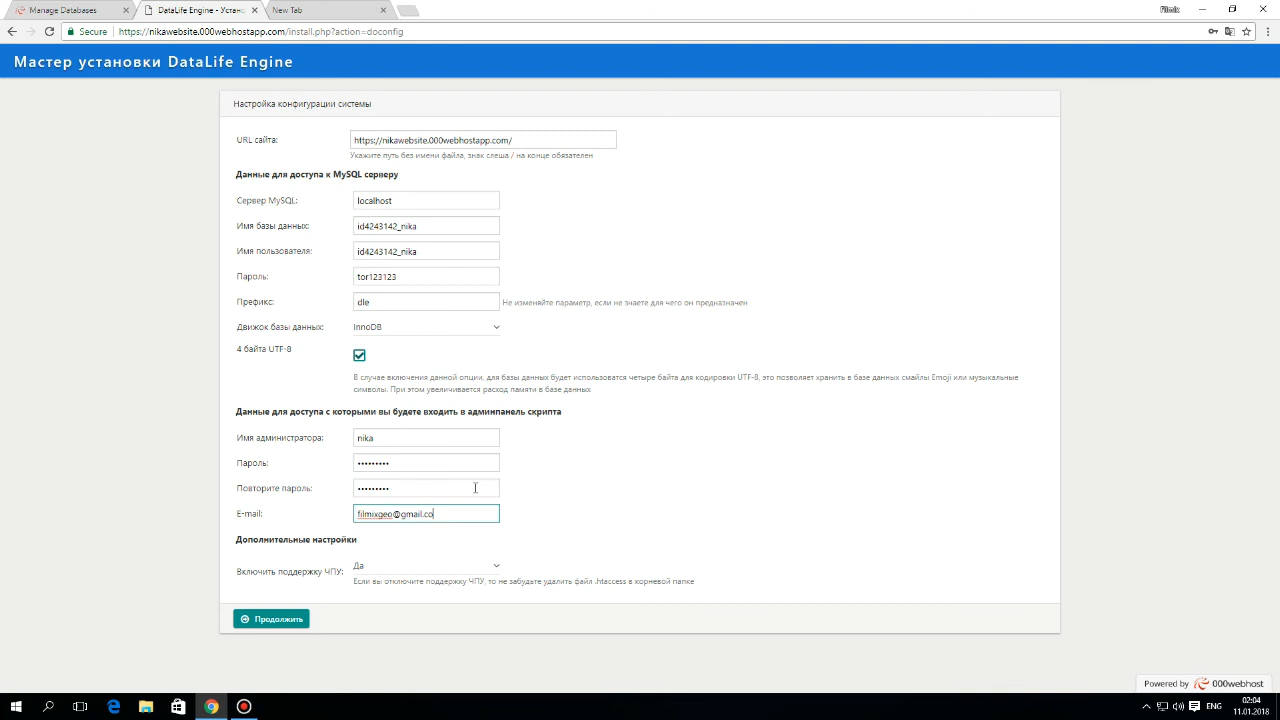 Manage Databases
DataLife Engine - Устано
New Tab
Filmix
Secure https://nikawebsite.000webhostapp.com/install.php?action=doconfig
Мастер установки DataLife Engine
Настройка конфигурации системы
URL сайта: https://nikawebsite.000webhostapp.com/
Укажите путь без имени файла, знак слеша / на конце обязателен
Данные для доступа к MySQL серверу
Сервер MySQL: localhost
Имя базы данных: id4243142_nika
Имя пользователя: id4243142_nika
Пароль: tor123123
Префикс: dle Не изменяйте параметр, если не знаете для чего он предназначен
Движок базы данных: InnoDB
4 байта UTF-8
В случае включения данной опции, для базы данных будет использоватся четыре байта для кодировки UTF-8, это позволяет хранить в базе данных смайлы Emoji или музыкальные
символы. При этом увеличивается расход памяти в базе данных
Данные для доступа с которыми вы будете входить в админпанель скрипта
Имя администратора: nika
Пароль: •••••••••
Повторите пароль: •••••••••
E-mail: filmixgeo@gmail.co
Дополнительные настройки
Включить поддержку ЧПУ: Да
Если вы отключите поддержку ЧПУ, то не забудьте удалить файл .htaccess в корневой папке
Продолжить
Powered by 000webhost
ENG
02:04
11.01.2018